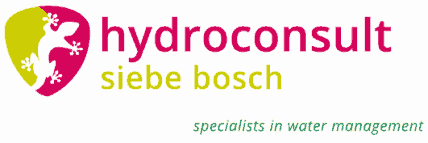 hydroconsult
siebe bosch
specialists in water management